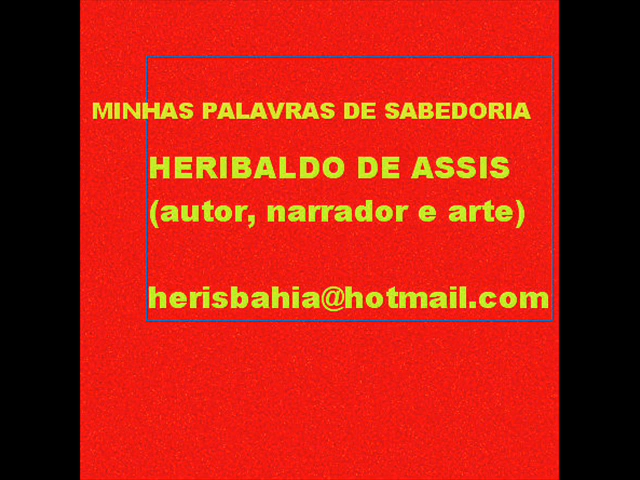 MINHAS PALAVRAS DE SABEDORIA
HERIBALDO DE ASSIS
(autor, narrador e arte)
herisbahia@hotmail.com